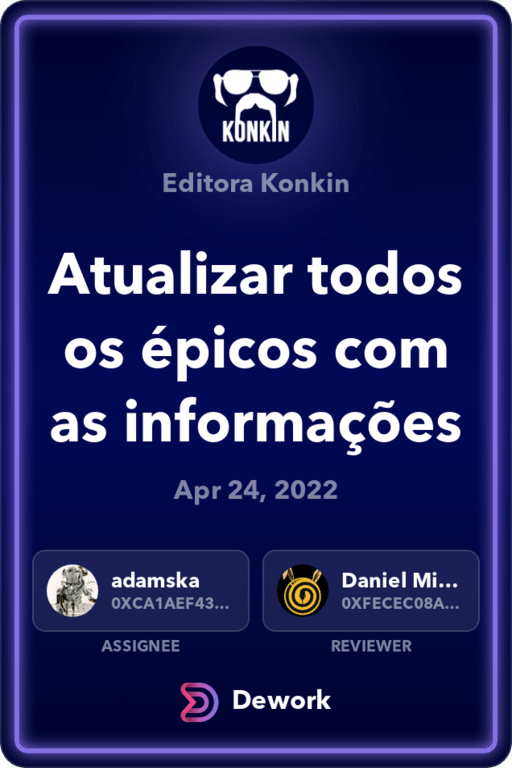 KONKIN
Editora Konkin
Atualizar todos
os épicos com
as informações
Apr 24, 2022
adamska
0XCA1AEF43...
Daniel Mi...
0XFECEC08A...
ASSIGNEE
REVIEWER
Dework